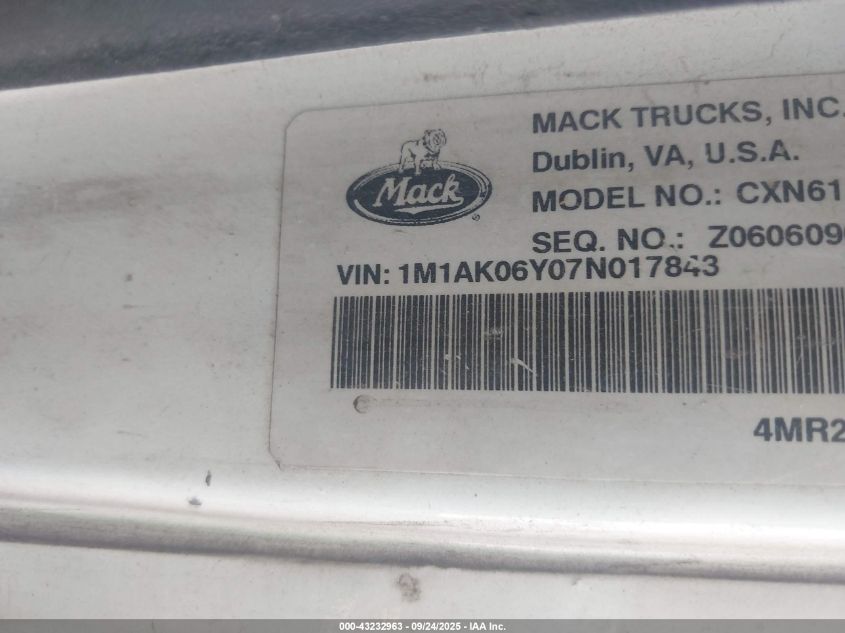 MACK TRUCKS, INC.
Dublin, VA, U.S.A.
Mack
®
MODEL NO.: CXN61
SEQ. NO.: Z060609
VIN: 1M1AK06Y07N017843
4MR2
000-43232963 - 09/24/2025 - IAA Inc.